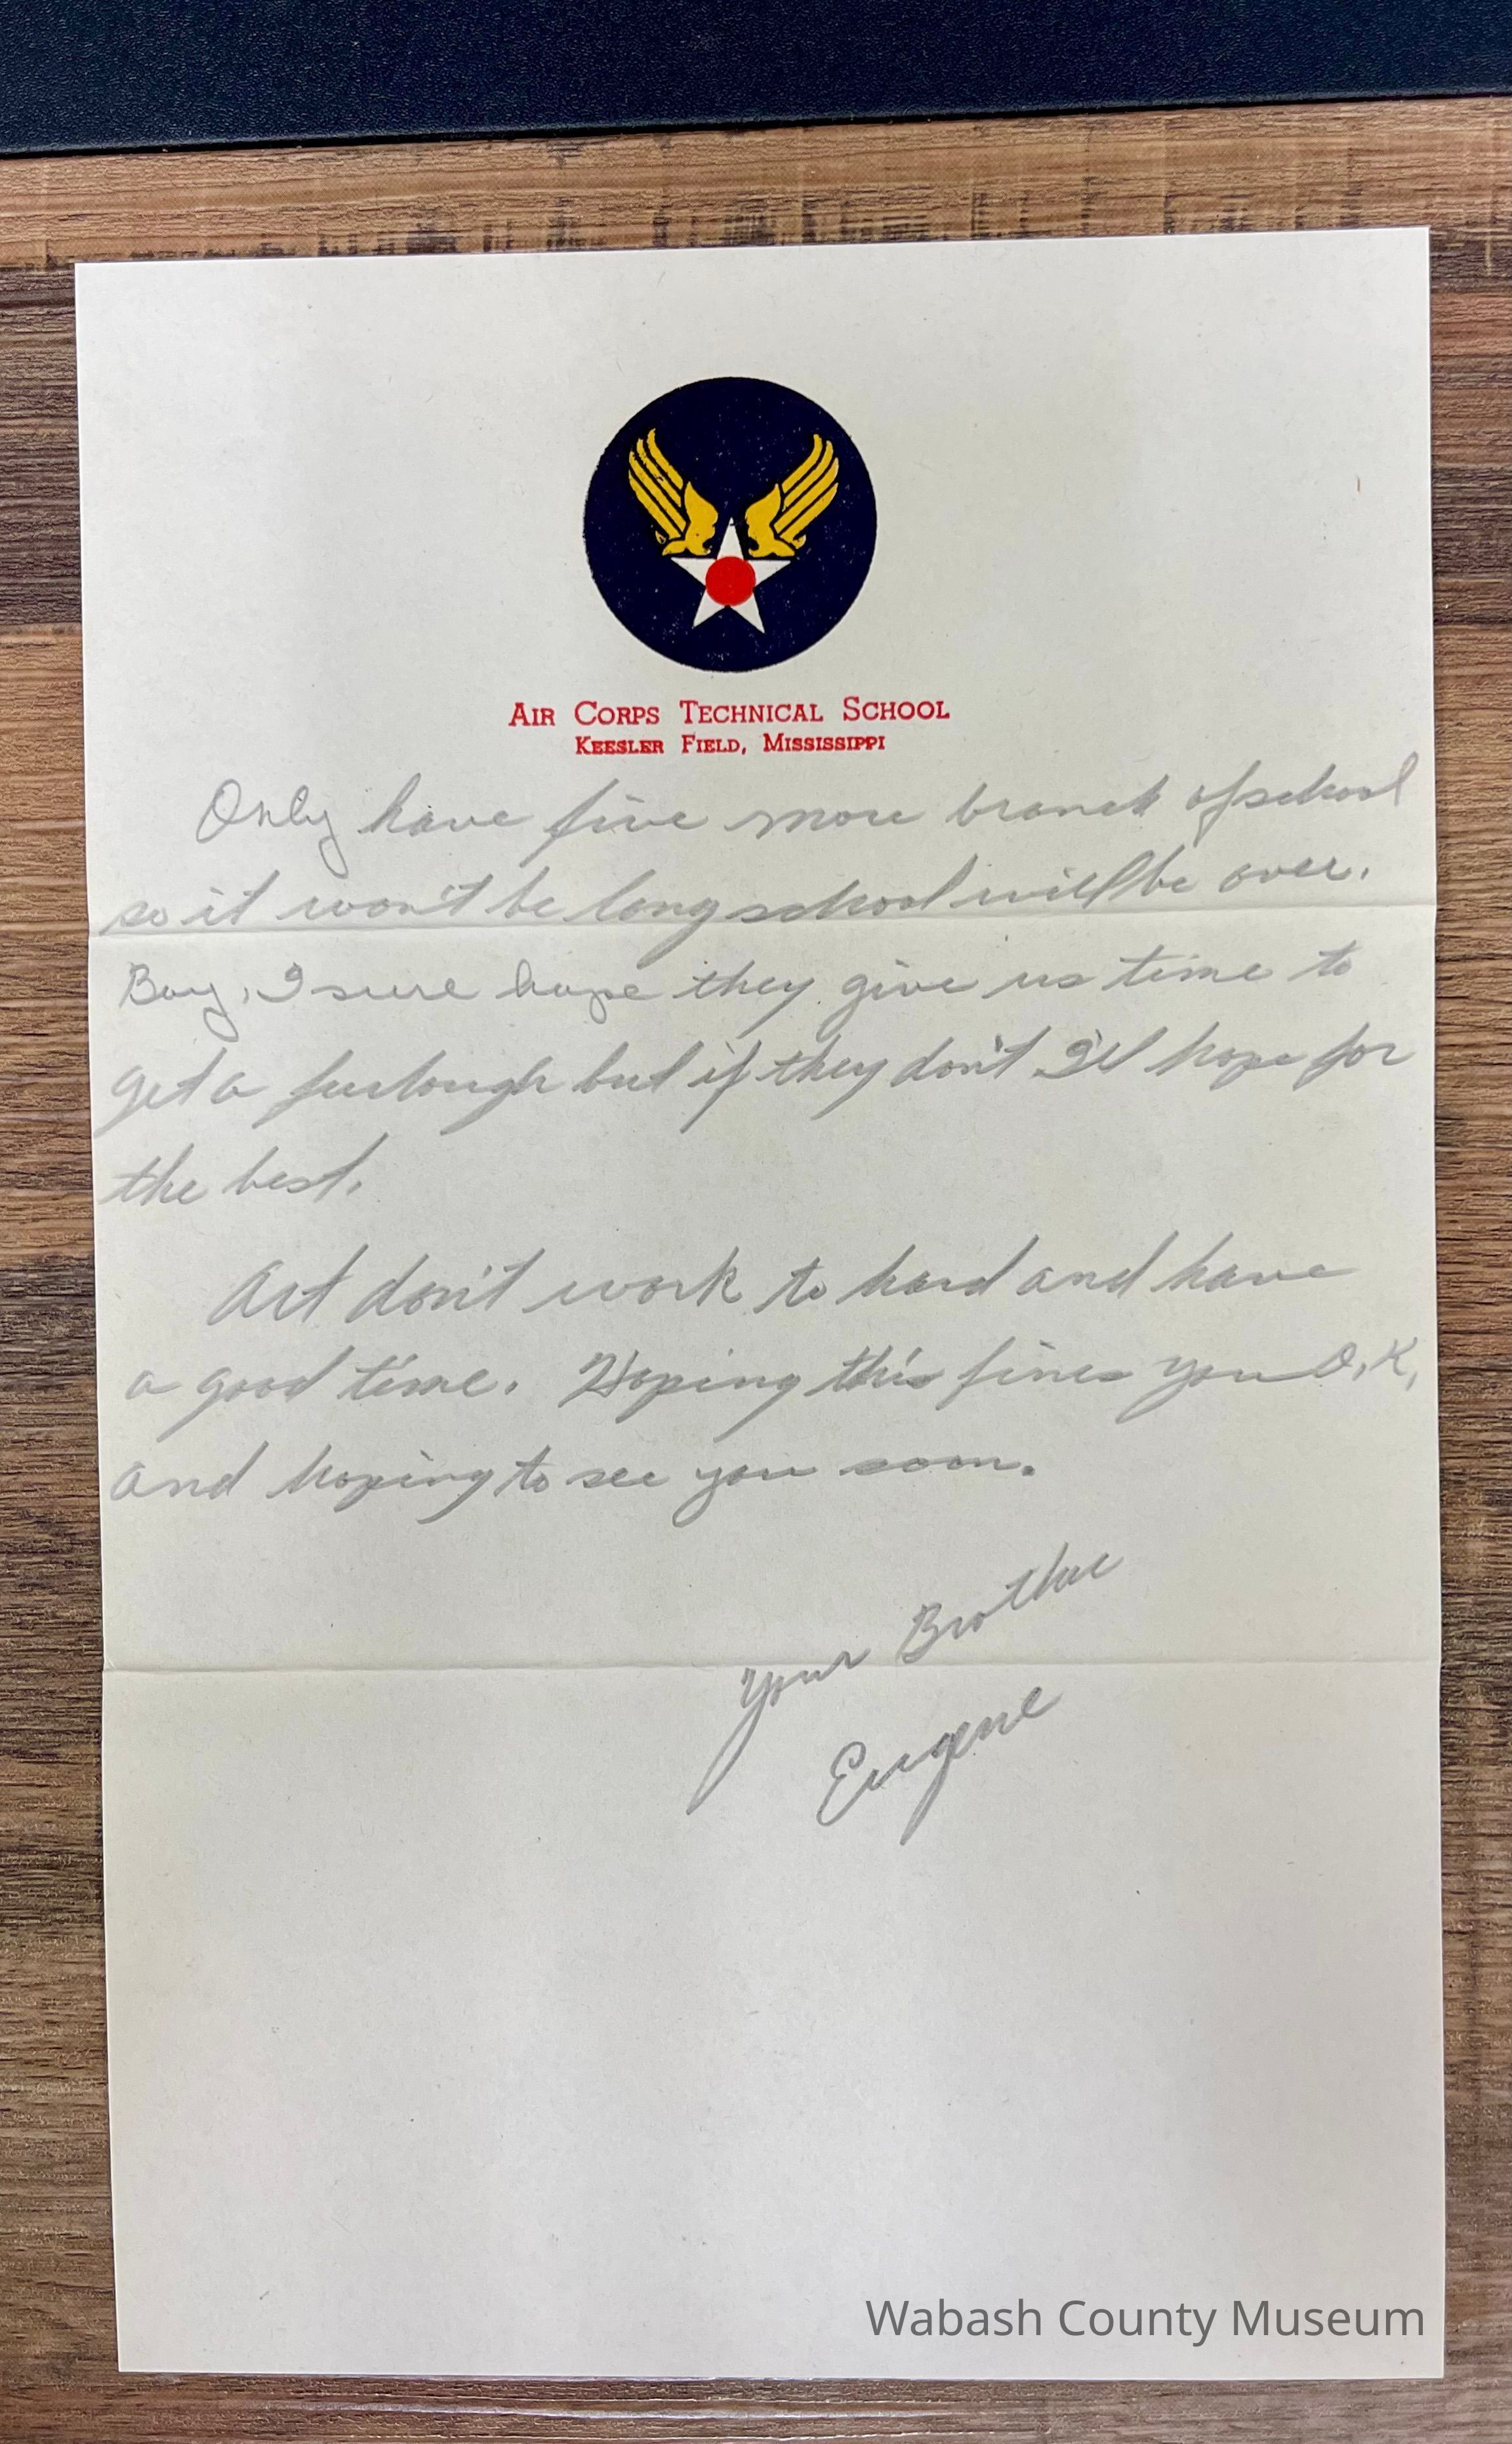 AIR CORPS TECHNICAL SCHOOL
KEESLER FIELD, MISSISSIPPI
Only have five more branch of school
so it won't be long school will be over.
Boy, I sure hope they give us time to
get a furlough but if they don't I'll hope for
the best.
Art don't work to hard and have
a good time. Hoping this fines you O.K.
and hoping to see you soon.
Your Brother
Eugene
Wabash County Museum